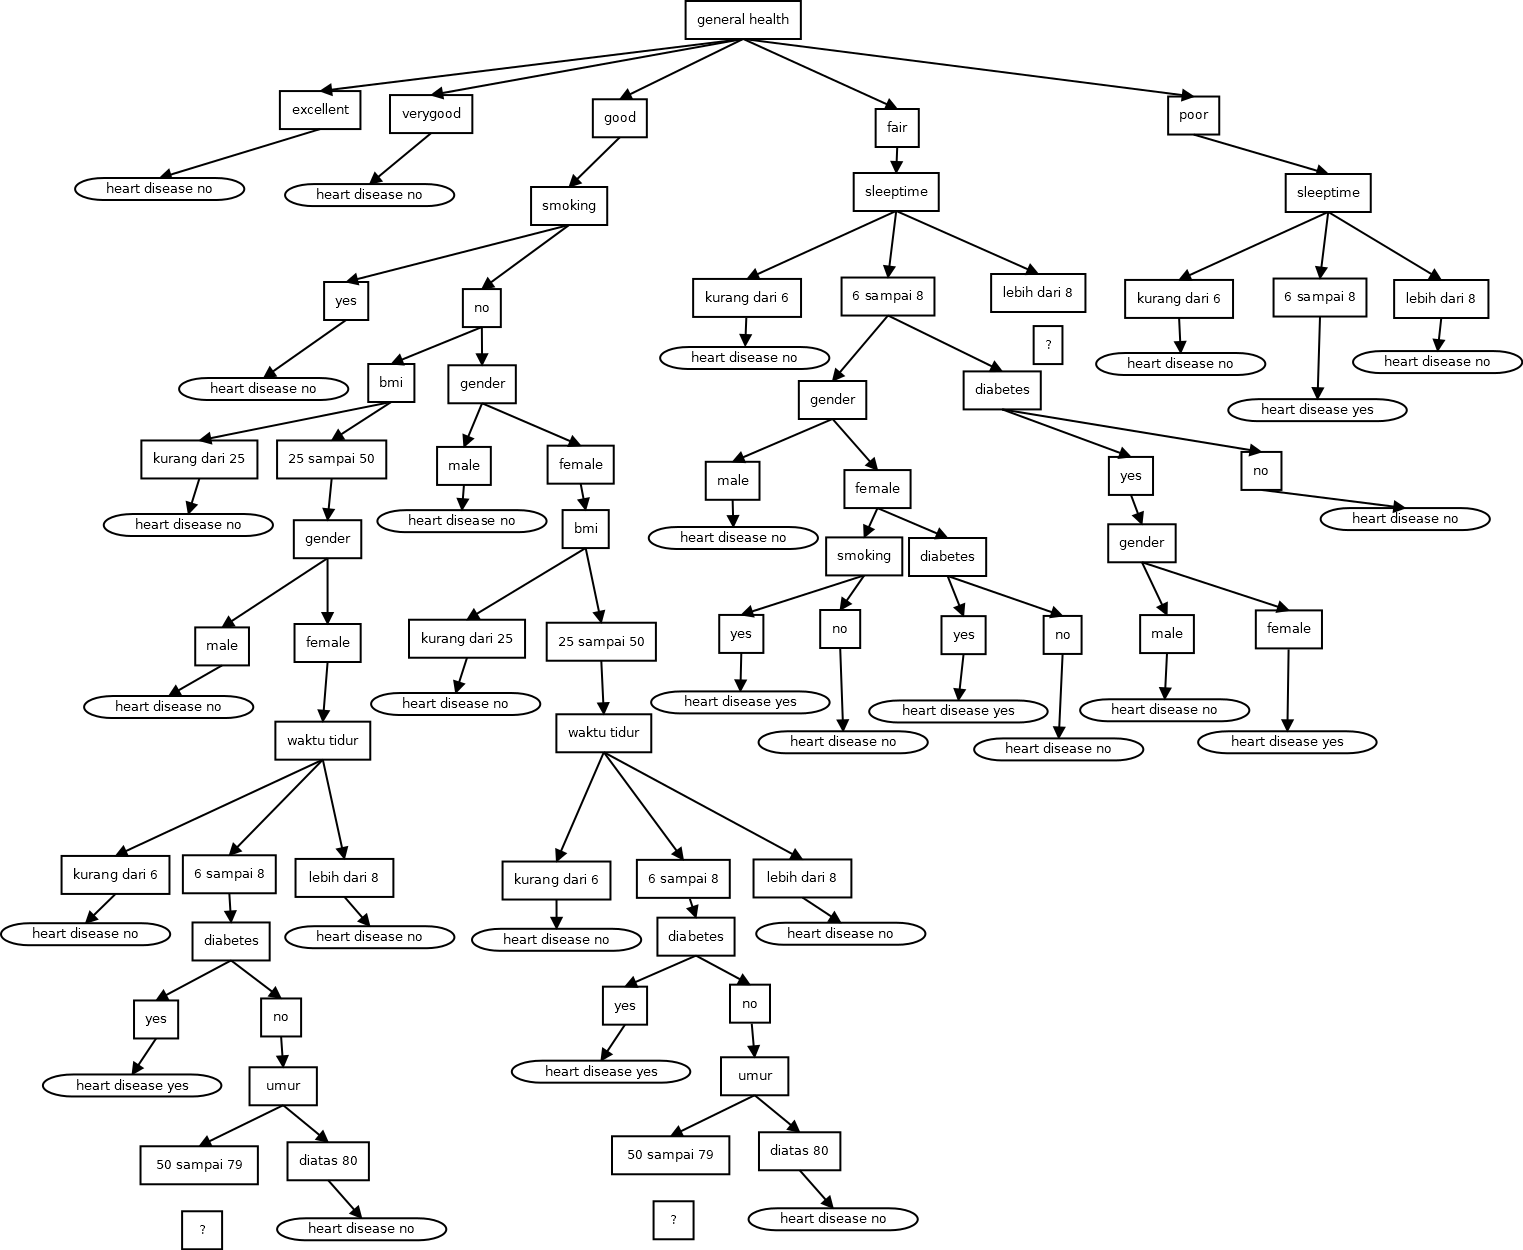 general health
excellent
verygood
good
fair
poor
heart disease no
heart disease no
smoking
sleeptime
sleeptime
yes
no
kurang dari 6
6 sampai 8
lebih dari 8
kurang dari 6
6 sampai 8
lebih dari 8
?
heart disease no
heart disease no
heart disease no
heart disease no
bmi
gender
gender
diabetes
heart disease yes
kurang dari 25
25 sampai 50
male
female
male
female
yes
no
heart disease no
heart disease no
heart disease no
heart disease no
gender
bmi
smoking
diabetes
gender
male
female
kurang dari 25
25 sampai 50
yes
no
yes
no
male
female
heart disease no
heart disease no
heart disease yes
heart disease yes
heart disease no
waktu tidur
waktu tidur
heart disease no
heart disease no
heart disease yes
kurang dari 6
6 sampai 8
lebih dari 8
kurang dari 6
6 sampai 8
lebih dari 8
heart disease no
diabetes
heart disease no
heart disease no
diabetes
heart disease no
yes
no
yes
no
heart disease yes
umur
heart disease yes
umur
50 sampai 79
diatas 80
50 sampai 79
diatas 80
?
heart disease no
?
heart disease no